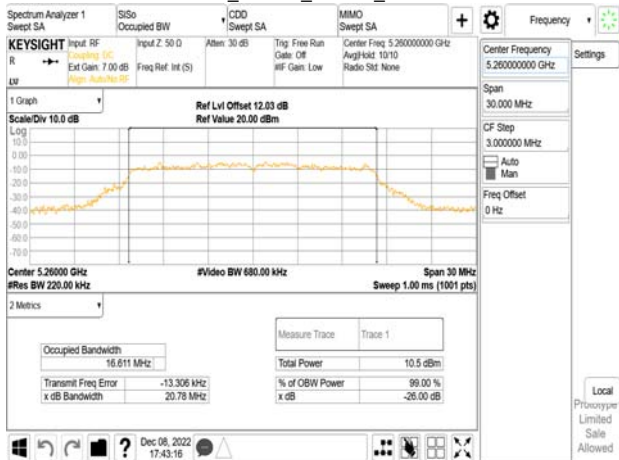 Spectrum Analyzer 1
Swept SA
SiSo
Occupied BW
CDD
Swept SA
MIMO
Swept SA
+
Frequency
KEYSIGHT
R
LXI
Input: RF
Coupling: DC
Ext Gain: 7.00 dB
Align: Auto/No RF
Input Z: 50 Ω
Freq Ref: Int (S)
Atten: 30 dB
Trig: Free Run
Gate: Off
#IF Gain: Low
Center Freq: 5.260000000 GHz
Avg|Hold: 10/10
Radio Std: None
Center Frequency
5.260000000 GHz
Settings
Span
30.000 MHz
CF Step
3.000000 MHz
Auto
Man
Freq Offset
0 Hz
1 Graph
Scale/Div 10.0 dB
Ref Lvl Offset 12.03 dB
Ref Value 20.00 dBm
Log
10.0
0.00
-10.0
-20.0
-30.0
-40.0
-50.0
-60.0
-70.0
Center 5.26000 GHz
#Res BW 220.00 kHz
#Video BW 680.00 kHz
Span 30 MHz
Sweep 1.00 ms (1001 pts)
2 Metrics
Measure Trace Trace 1
Occupied Bandwidth
16.611 MHz
Total Power 10.5 dBm
Transmit Freq Error -13.306 kHz
% of OBW Power 99.00 %
x dB Bandwidth 20.78 MHz
x dB -26.00 dB
Local
Prototype
Limited
Sale
Allowed
?
Dec 08, 2022
17:43:16